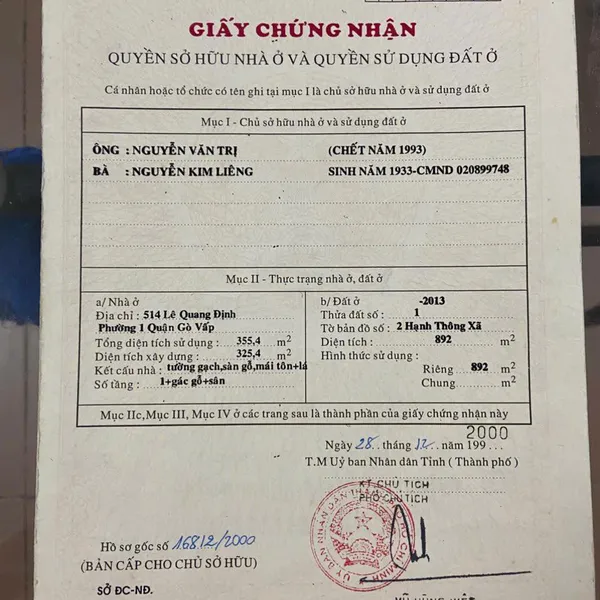 GIẤY CHỨNG NHẬN
QUYỀN SỞ HỮU NHÀ Ở VÀ QUYỀN SỬ DỤNG ĐẤT Ở
Cá nhân hoặc tổ chức có tên ghi tại mục I là chủ sở hữu nhà ở và sử dụng đất ở
Mục I - Chủ sở hữu nhà ở và sử dụng đất ở
ÔNG : NGUYỄN VĂN TRỊ (CHẾT NĂM 1993)
BÀ : NGUYỄN KIM LIÊNG SINH NĂM 1933-CMND 020899748
Mục II - Thực trạng nhà ở, đất ở
a/ Nhà ở
Địa chỉ : 514 Lê Quang Định
Phường 1 Quận Gò Vấp
Tổng diện tích sử dụng : 355,4 m2
Diện tích xây dựng : 325,4 m2
Kết cấu nhà : tường gạch,sàn gỗ,mái tôn+lá
Số tầng : 1+gác gỗ+sân
b/ Đất ở -2013
Thửa đất số : 1
Tờ bản đồ số : 2 Hạnh Thông Xã
Diện tích : 892 m2
Hình thức sử dụng :
Riêng : 892 m2
Chung m2
Mục IIc,Mục III, Mục IV ở các trang sau là thành phần của giấy chứng nhận này
2000
Ngày 28 tháng 12 năm 199...
T.M Uỷ ban Nhân dân Tỉnh ( Thành phố )
KT CHỦ TỊCH
PHÓ CHỦ TỊCH
Hồ sơ gốc số 16812/2000
(BẢN CẤP CHO CHỦ SỞ HỮU)
SỞ ĐC-NĐ.